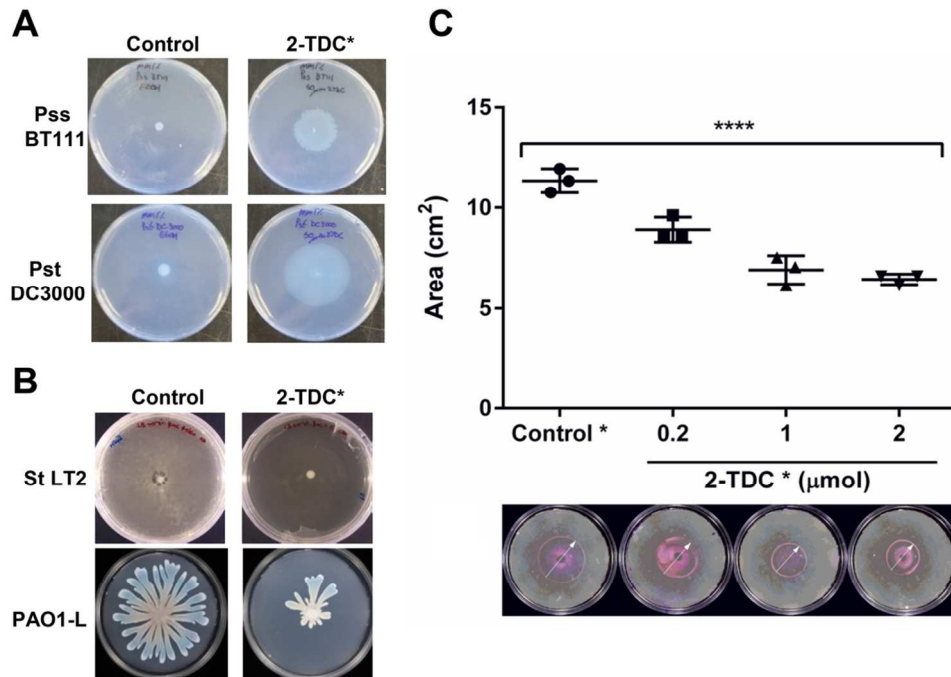 A
Control
2-TDC*
Pss
BT111
Pst
DC3000
B
Control
2-TDC*
St LT2
PAO1-L
C
****
Area (cm²)
15
10
5
0
Control *
0.2
1
2
2-TDC * (μmol)